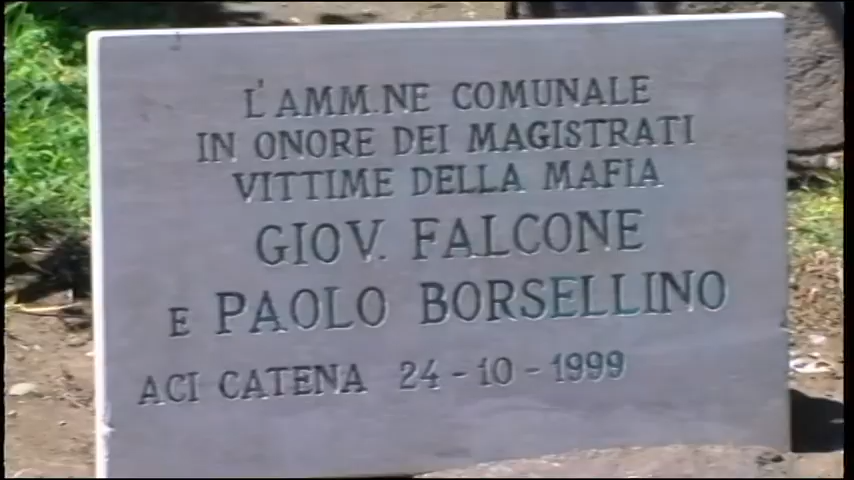 L'AMM.NE COMUNALE
IN ONORE DEI MAGISTRATI
VITTIME DELLA MAFIA
GIOV. FALCONE
E PAOLO BORSELLINO
ACI CATENA 24-10-1999